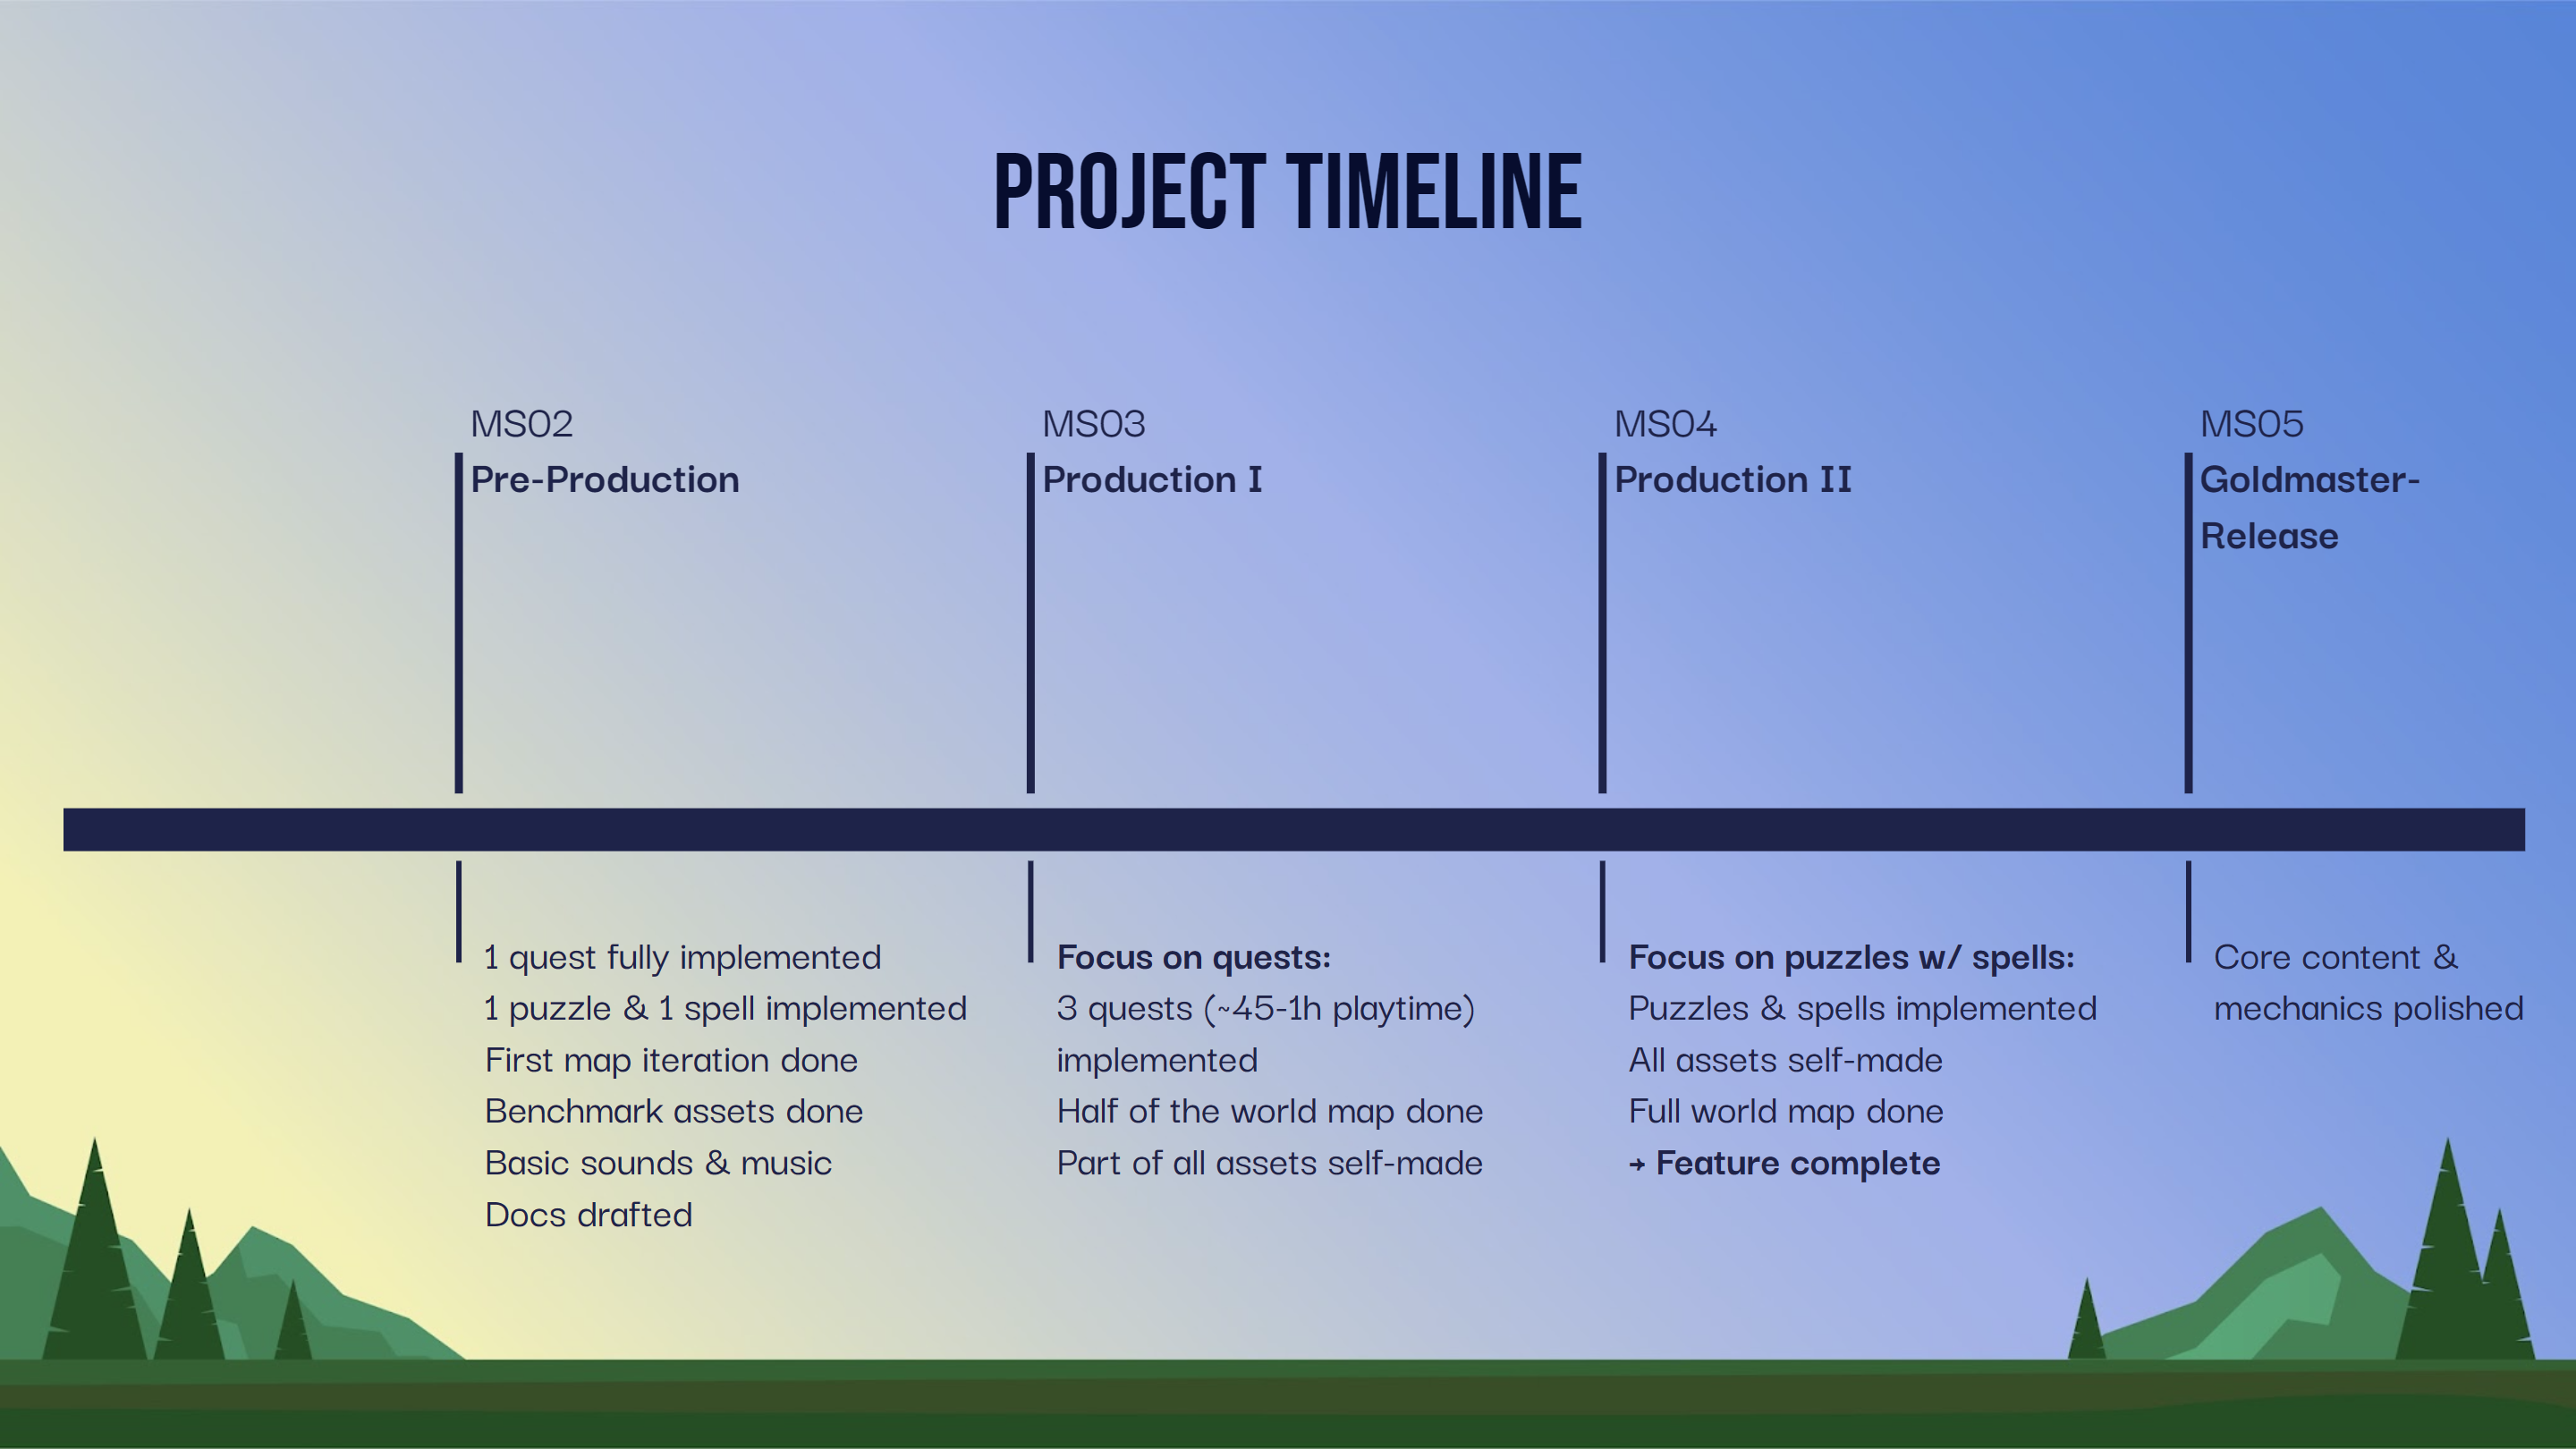 PROJECT TIMELINE
MS02
Pre-Production
MS03
Production I
MS04
Production II
MS05
Goldmaster-
Release
1 quest fully implemented
1 puzzle & 1 spell implemented
First map iteration done
Benchmark assets done
Basic sounds & music
Docs drafted
Focus on quests:
3 quests (~45-1h playtime)
implemented
Half of the world map done
Part of all assets self-made
Focus on puzzles w/ spells:
Puzzles & spells implemented
All assets self-made
Full world map done
→ Feature complete
Core content &
mechanics polished